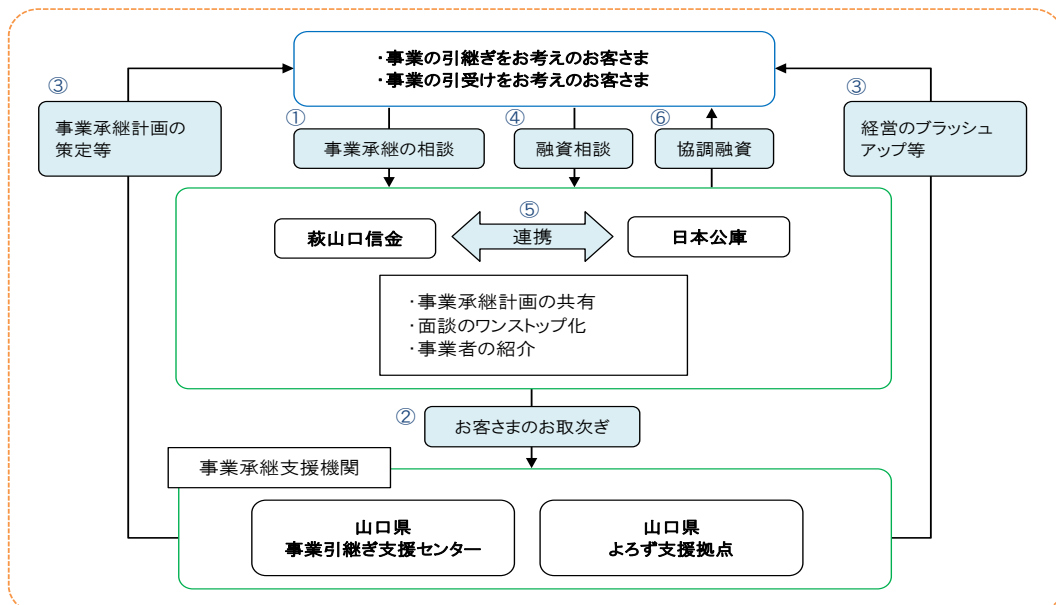 ・事業の引継ぎをお考えのお客さま
・事業の引受けをお考えのお客さま
③
事業承継計画の
策定等
①
事業承継の相談
④
融資相談
⑥
協調融資
③
経営のブラッシュ
アップ等
萩山口信金
⑤
連携
日本公庫
・事業承継計画の共有
・面談のワンストップ化
・事業者の紹介
②
お客さまのお取次ぎ
事業承継支援機関
山口県
事業引継ぎ支援センター
山口県
よろず支援拠点